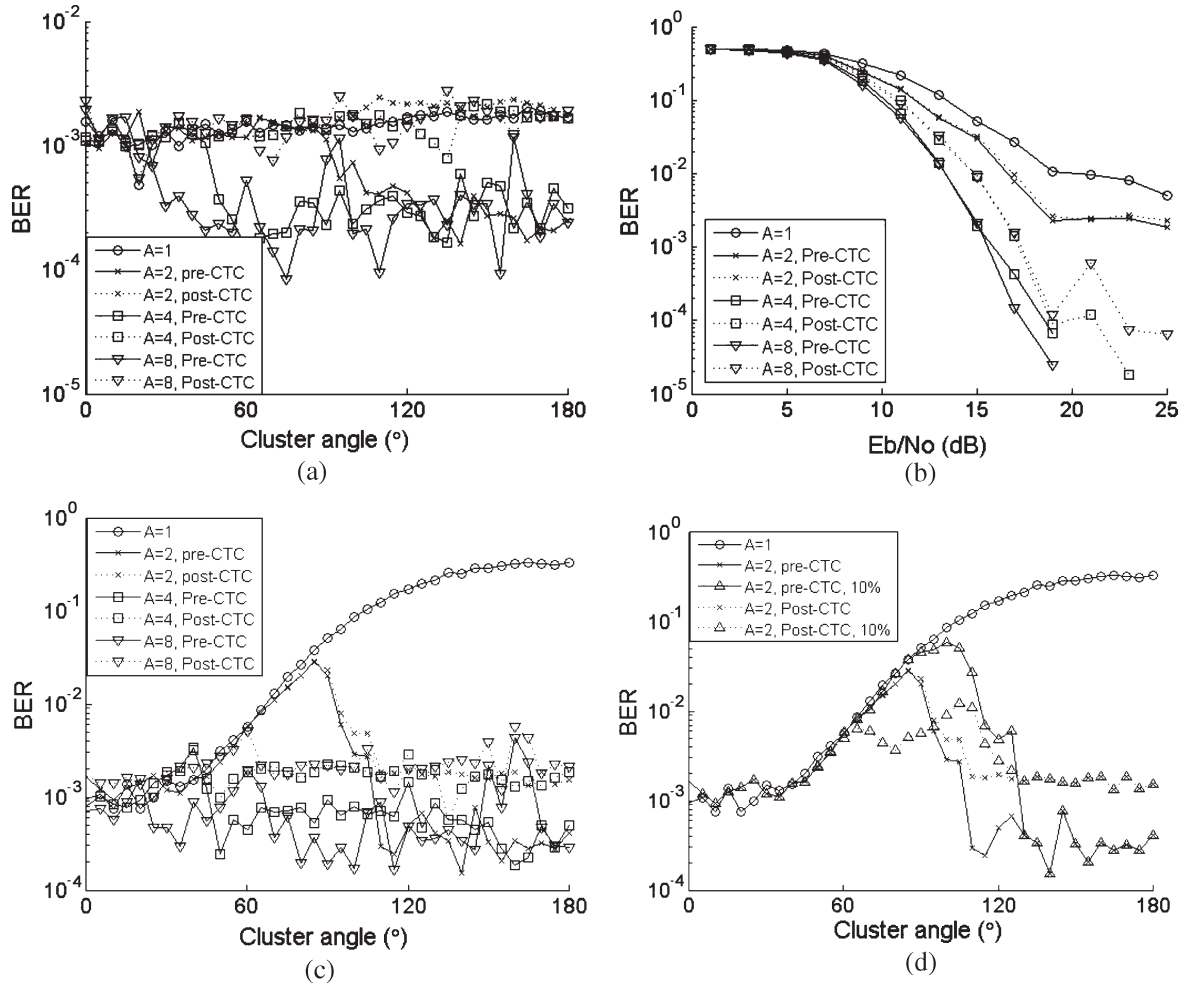 (a)
10^-2
10^-3
10^-4
10^-5
BER
A=1
A=2, pre-CTC
A=2, post-CTC
A=4, Pre-CTC
A=4, Post-CTC
A=8, Pre-CTC
A=8, Post-CTC
0 60 120 180
Cluster angle (°)
(a)
10^0
10^-1
10^-2
10^-3
10^-4
10^-5
BER
A=1
A=2, Pre-CTC
A=2, Post-CTC
A=4, Pre-CTC
A=4, Post-CTC
A=8, Pre-CTC
A=8, Post-CTC
0 5 10 15 20 25
Eb/No (dB)
(b)
10^0
10^-1
10^-2
10^-3
10^-4
BER
A=1
A=2, pre-CTC
A=2, post-CTC
A=4, Pre-CTC
A=4, Post-CTC
A=8, Pre-CTC
A=8, Post-CTC
0 60 120 180
Cluster angle (°)
(c)
10^0
10^-1
10^-2
10^-3
10^-4
BER
A=1
A=2, pre-CTC
A=2, pre-CTC, 10%
A=2, Post-CTC
A=2, Post-CTC, 10%
0 60 120 180
Cluster angle (°)
(d)